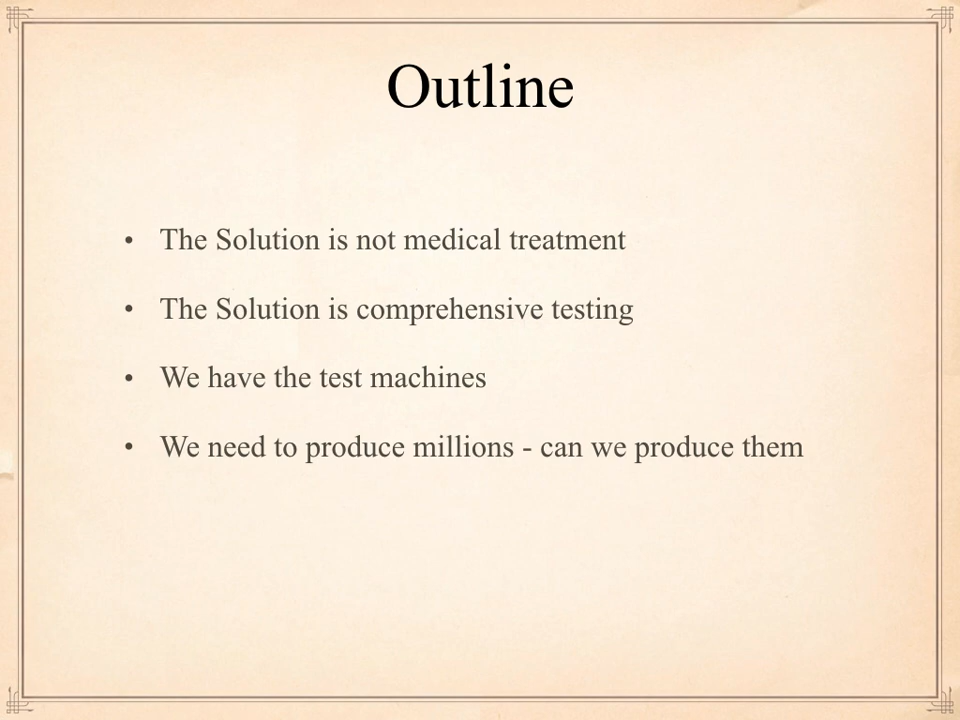 Outline
• The Solution is not medical treatment
• The Solution is comprehensive testing
• We have the test machines
• We need to produce millions - can we produce them